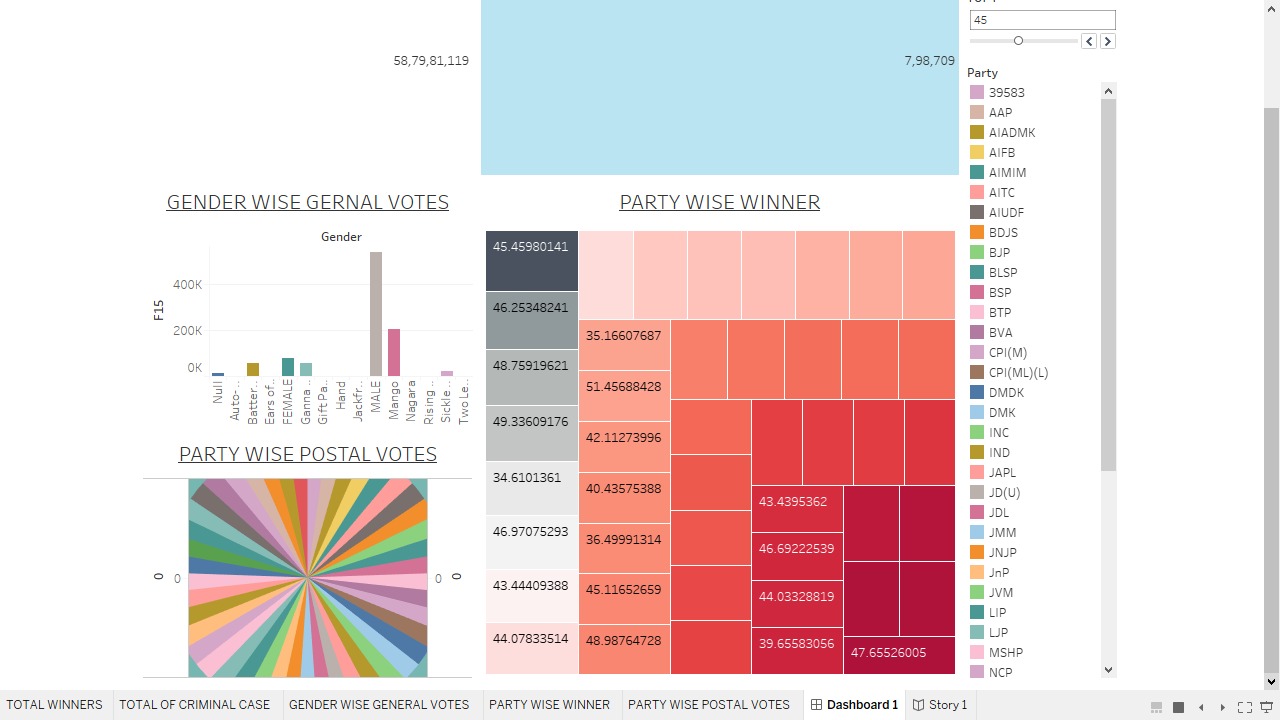 45
58,79,81,119
7,98,709
Party
39583
AAP
AIADMK
AIFB
AIMIM
AITC
AIUDF
BDJS
BJP
BLSP
BSP
BTP
BVA
CPI(M)
CPI(ML)(L)
DMDK
DMK
INC
IND
JAPL
JD(U)
JDL
JMM
JNJP
JnP
JVM
LIP
LJP
MSHP
NCP
GENDER WISE GERNAL VOTES
Gender
F15
400K
200K
0K
Null
Auto-..
Batter..
FEMALE
Ganna ..
Gift Pa..
Hand
Jackfr..
MALE
Mango
Nagara
Rising ..
Sickle..
Two Le..
PARTY WISE POSTAL VOTES
0
0
0
0
PARTY WISE WINNER
45.45980141
46.25348241
48.75919621
49.33609176
34.6101361
46.97075293
43.44409388
44.07833514
35.16607687
51.45688428
42.11273996
40.43575388
36.49991314
45.11652659
48.98764728
43.4395362
46.69222539
44.03328819
39.65583056
47.65526005
TOTAL WINNERS
TOTAL OF CRIMINAL CASE
GENDER WISE GENERAL VOTES
PARTY WISE WINNER
PARTY WISE POSTAL VOTES
Dashboard 1
Story 1